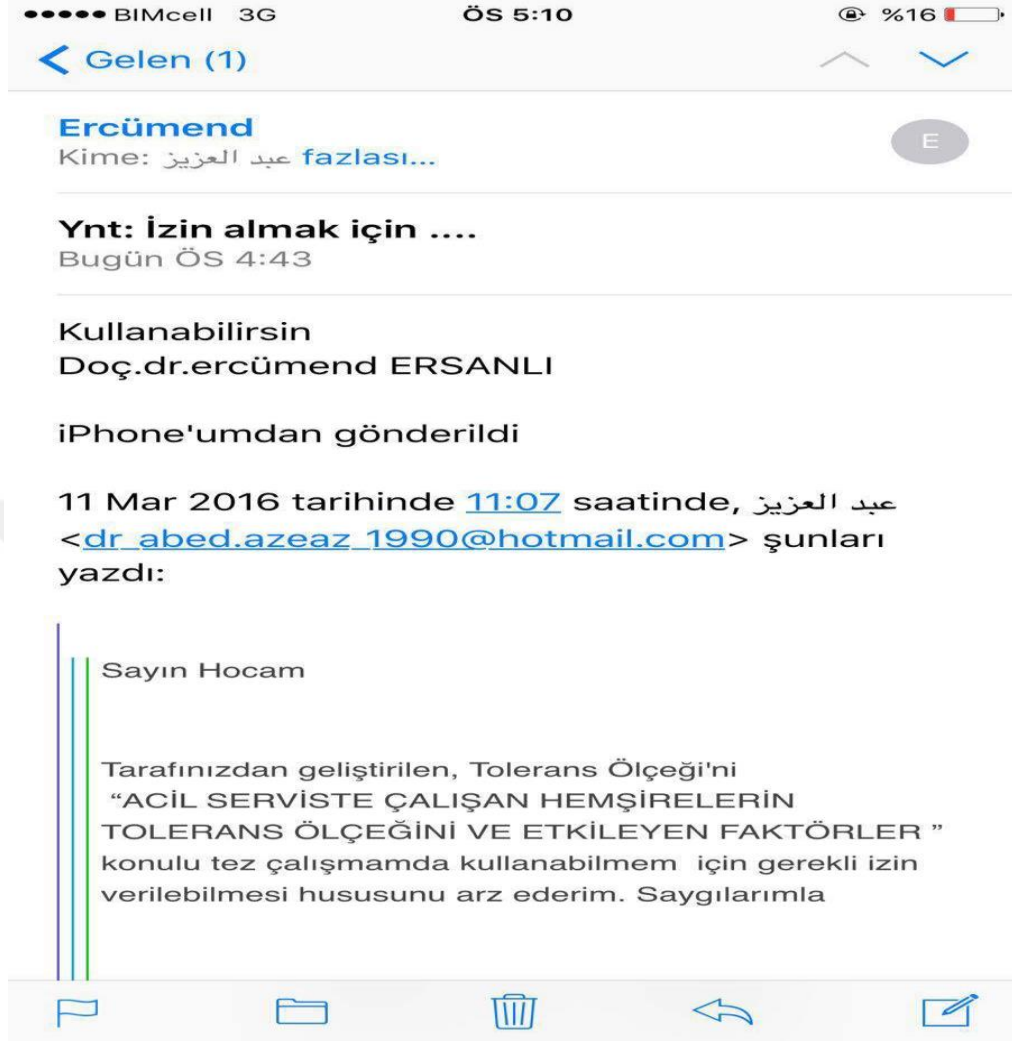 BIMcell 3G ÖS 5:10 %16
Gelen (1)
Ercümend
E
Kime: عبد العزيز fazlası...
Ynt: İzin almak için ....
Bugün ÖS 4:43
Kullanabilirsin
Doç.dr.ercümend ERSANLI
iPhone'umdan gönderildi
11 Mar 2016 tarihinde 11:07 saatinde, عبد العزيز
<dr_abed.azeaz_1990@hotmail.com> şunları
yazdı:
Sayın Hocam
Tarafınızdan geliştirilen, Tolerans Ölçeği'ni
“ACİL SERVİSTE ÇALIŞAN HEMŞİRELERİN
TOLERANS ÖLÇEĞİNİ VE ETKİLEYEN FAKTÖRLER ”
konulu tez çalışmamda kullanabilmem için gerekli izin
verilebilmesi hususunu arz ederim. Saygılarımla